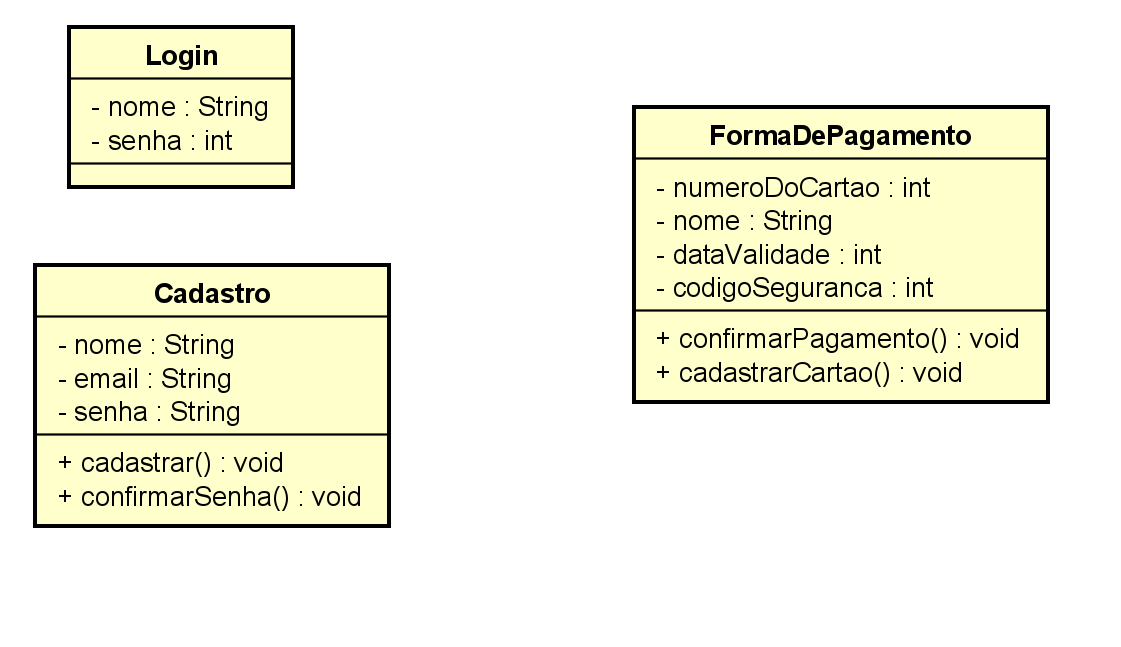 Login
- nome : String
- senha : int
Cadastro
- nome : String
- email : String
- senha : String
+ cadastrar() : void
+ confirmarSenha() : void
FormaDePagamento
- numeroDoCartao : int
- nome : String
- dataValidade : int
- codigoSeguranca : int
+ confirmarPagamento() : void
+ cadastrarCartao() : void